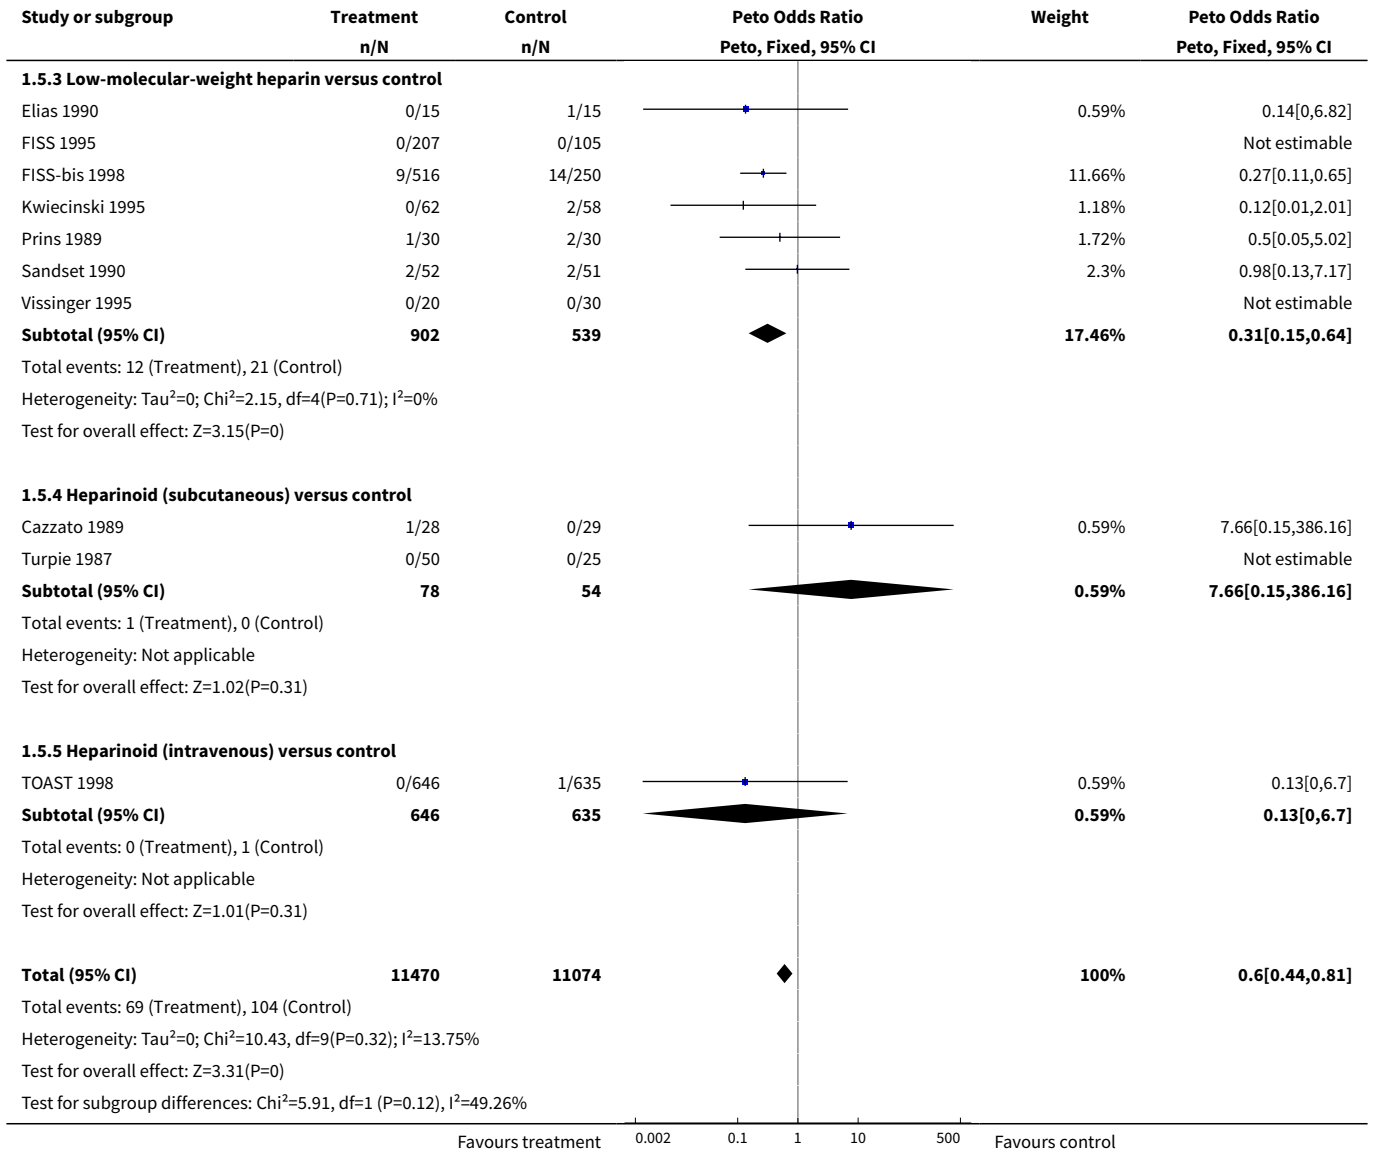 Study or subgroup Treatment Control Peto Odds Ratio Weight Peto Odds Ratio
n/N n/N Peto, Fixed, 95% CI Peto, Fixed, 95% CI
1.5.3 Low-molecular-weight heparin versus control
Elias 1990 0/15 1/15 0.59% 0.14[0,6.82]
FISS 1995 0/207 0/105 Not estimable
FISS-bis 1998 9/516 14/250 11.66% 0.27[0.11,0.65]
Kwiecinski 1995 0/62 2/58 1.18% 0.12[0.01,2.01]
Prins 1989 1/30 2/30 1.72% 0.5[0.05,5.02]
Sandset 1990 2/52 2/51 2.3% 0.98[0.13,7.17]
Vissinger 1995 0/20 0/30 Not estimable
Subtotal (95% CI) 902 539 17.46% 0.31[0.15,0.64]
Total events: 12 (Treatment), 21 (Control)
Heterogeneity: Tau²=0; Chi²=2.15, df=4(P=0.71); I²=0%
Test for overall effect: Z=3.15(P=0)
1.5.4 Heparinoid (subcutaneous) versus control
Cazzato 1989 1/28 0/29 0.59% 7.66[0.15,386.16]
Turpie 1987 0/50 0/25 Not estimable
Subtotal (95% CI) 78 54 0.59% 7.66[0.15,386.16]
Total events: 1 (Treatment), 0 (Control)
Heterogeneity: Not applicable
Test for overall effect: Z=1.02(P=0.31)
1.5.5 Heparinoid (intravenous) versus control
TOAST 1998 0/646 1/635 0.59% 0.13[0,6.7]
Subtotal (95% CI) 646 635 0.59% 0.13[0,6.7]
Total events: 0 (Treatment), 1 (Control)
Heterogeneity: Not applicable
Test for overall effect: Z=1.01(P=0.31)
Total (95% CI) 11470 11074 100% 0.6[0.44,0.81]
Total events: 69 (Treatment), 104 (Control)
Heterogeneity: Tau²=0; Chi²=10.43, df=9(P=0.32); I²=13.75%
Test for overall effect: Z=3.31(P=0)
Test for subgroup differences: Chi²=5.91, df=1 (P=0.12), I²=49.26%
Favours treatment 0.002 0.1 1 10 500 Favours control